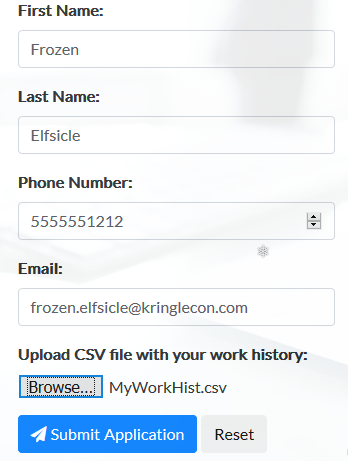 First Name:
Frozen
Last Name:
Elfsicle
Phone Number:
5555551212
Email:
frozen.elfsicle@kringlecon.com
Upload CSV file with your work history:
Browse... MyWorkHist.csv
Submit Application Reset